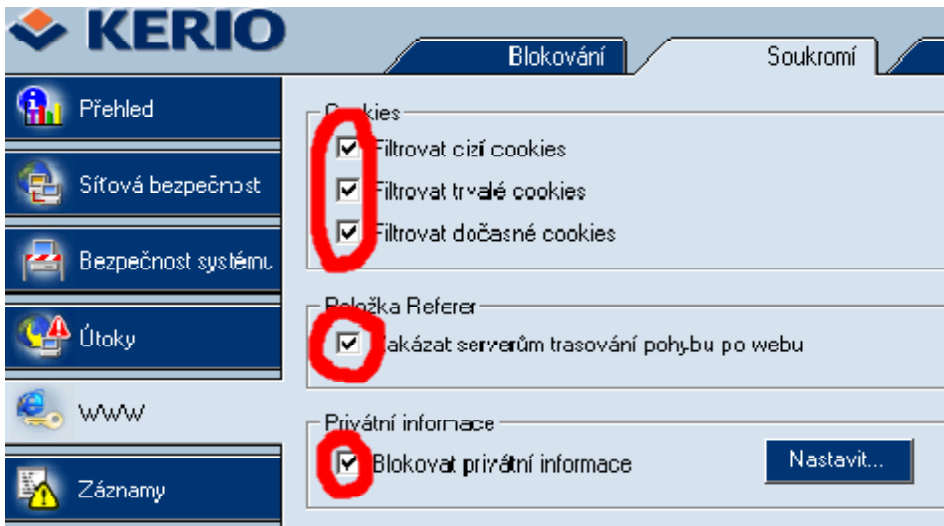 KERIO
Blokování
Soukromí
Přehled
Síťová bezpečnost
Bezpečnost systému
Útoky
WWW
Záznamy
Cookies
Filtrovat cizí cookies
Filtrovat trvalé cookies
Filtrovat dočasné cookies
Položka Referer
Zakázat serverům trasování pohybu po webu
Privátní informace
Blokovat privátní informace
Nastavit...